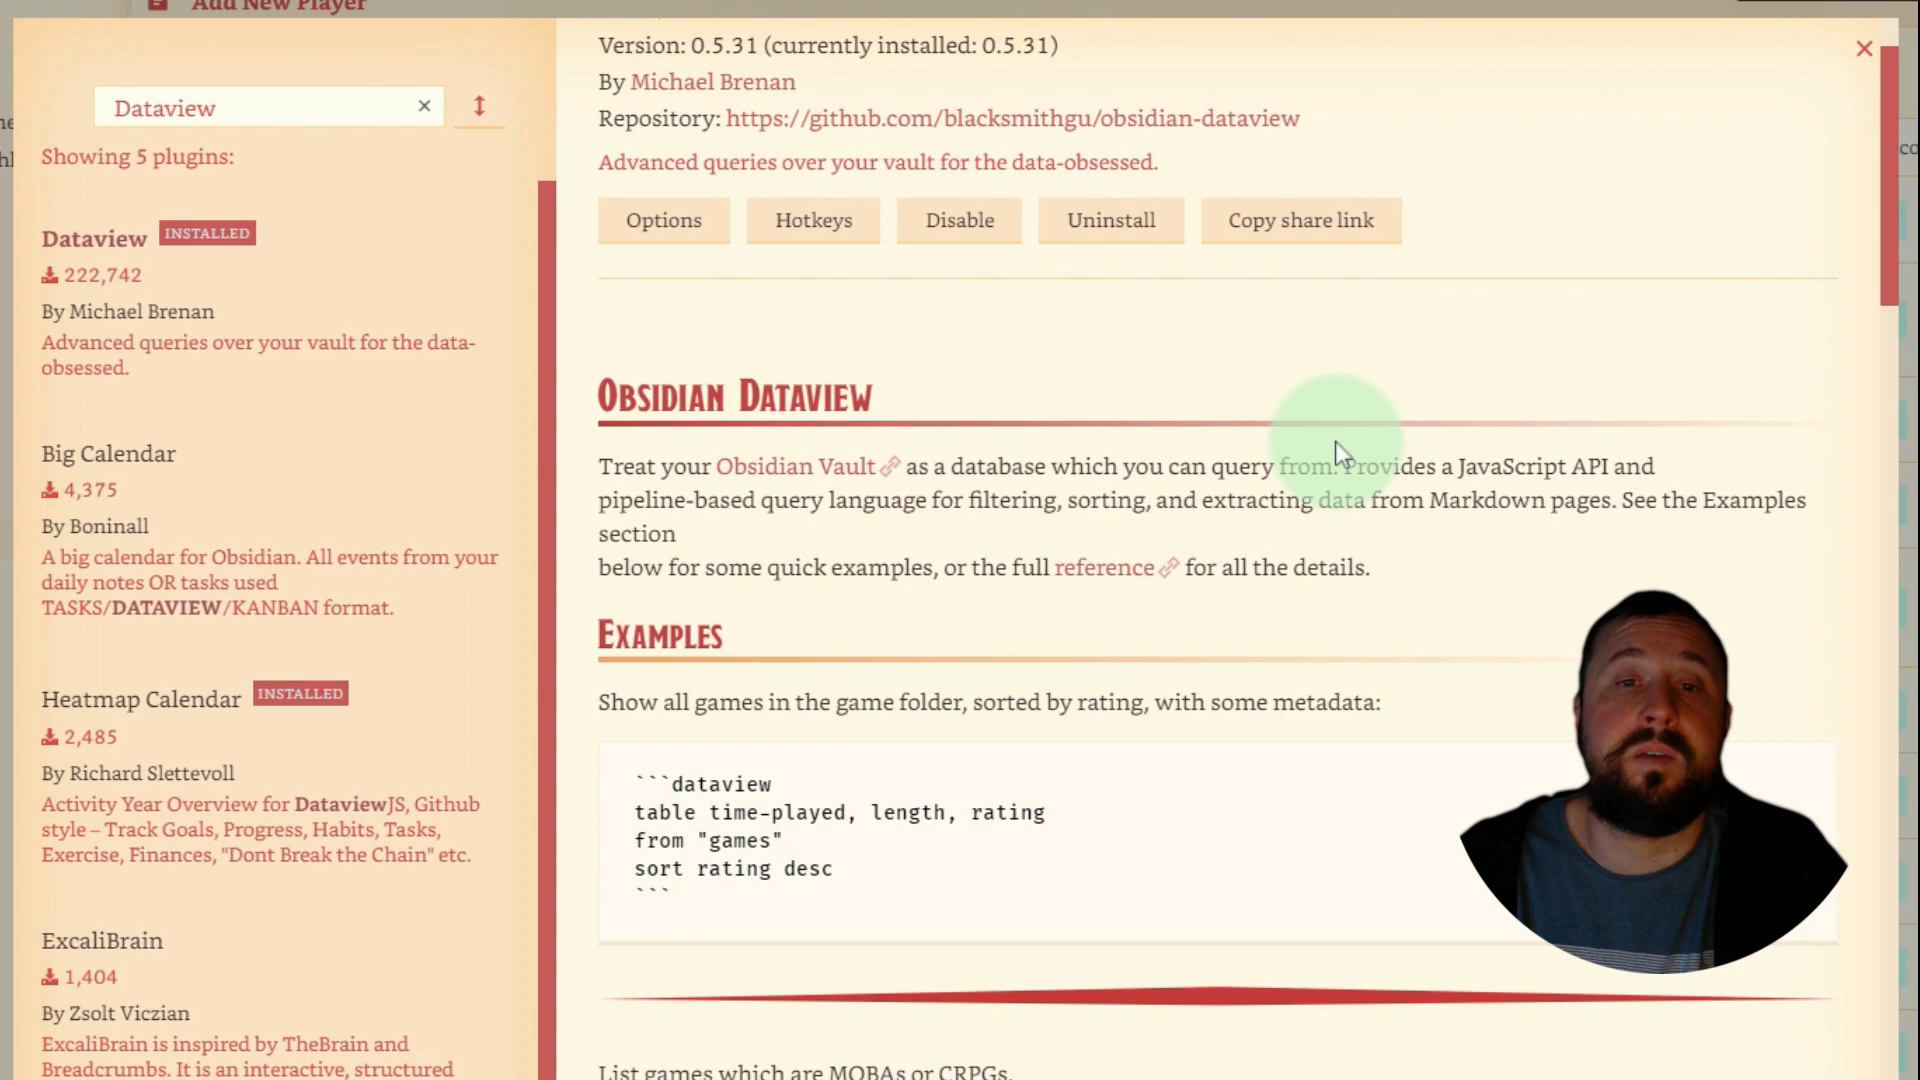 Add New Player
Dataview
Showing 5 plugins:
Dataview INSTALLED
222,742
By Michael Brenan
Advanced queries over your vault for the data-
obsessed.
Big Calendar
4,375
By Boninall
A big calendar for Obsidian. All events from your
daily notes OR tasks used
TASKS/DATAVIEW/KANBAN format.
Heatmap Calendar INSTALLED
2,485
By Richard Slettevoll
Activity Year Overview for DataviewJS, Github
style – Track Goals, Progress, Habits, Tasks,
Exercise, Finances, "Dont Break the Chain" etc.
ExcaliBrain
1,404
By Zsolt Viczian
ExcaliBrain is inspired by TheBrain and
Breadcrumbs. It is an interactive, structured
Version: 0.5.31 (currently installed: 0.5.31)
By Michael Brenan
Repository: https://github.com/blacksmithgu/obsidian-dataview
Advanced queries over your vault for the data-obsessed.
Options Hotkeys Disable Uninstall Copy share link
OBSIDIAN DATAVIEW
Treat your Obsidian Vault as a database which you can query from. Provides a JavaScript API and
pipeline-based query language for filtering, sorting, and extracting data from Markdown pages. See the Examples
section
below for some quick examples, or the full reference for all the details.
EXAMPLES
Show all games in the game folder, sorted by rating, with some metadata:
```dataview
table time-played, length, rating
from "games"
sort rating desc
```
List games which are MOBAs or CRPGs.